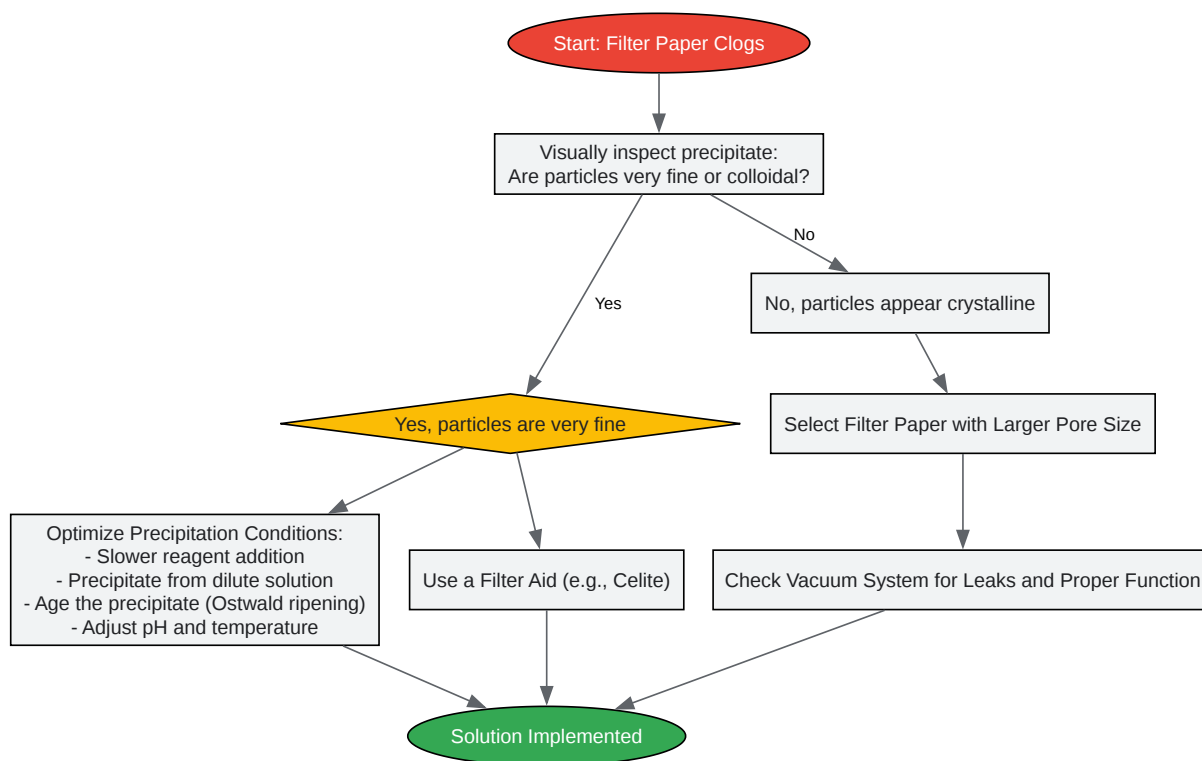 Start: Filter Paper Clogs
Visually inspect precipitate:
Are particles very fine or colloidal?
No
No, particles appear crystalline
Yes
Yes, particles are very fine
Select Filter Paper with Larger Pore Size
Optimize Precipitation Conditions:
- Slower reagent addition
- Precipitate from dilute solution
- Age the precipitate (Ostwald ripening)
- Adjust pH and temperature
Use a Filter Aid (e.g., Celite)
Check Vacuum System for Leaks and Proper Function
Solution Implemented